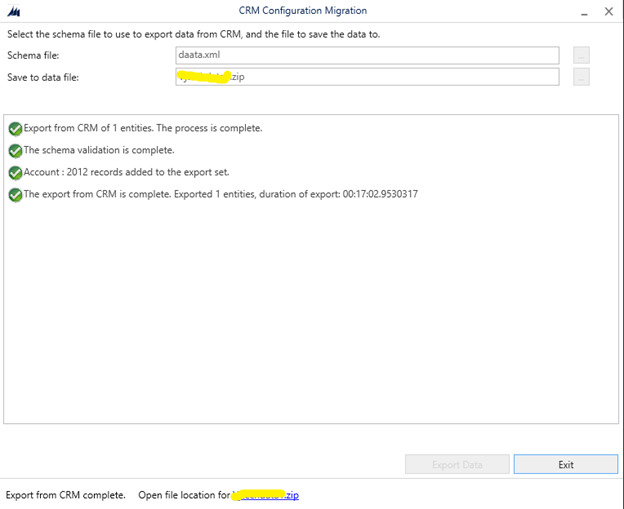 CRM Configuration Migration
Select the schema file to use to export data from CRM, and the file to save the data to.
Schema file: daata.xml ...
Save to data file: .zip ...
Export from CRM of 1 entities. The process is complete.
The schema validation is complete.
Account : 2012 records added to the export set.
The export from CRM is complete. Exported 1 entities, duration of export: 00:17:02.9530317
Export Data Exit
Export from CRM complete. Open file location for .zip